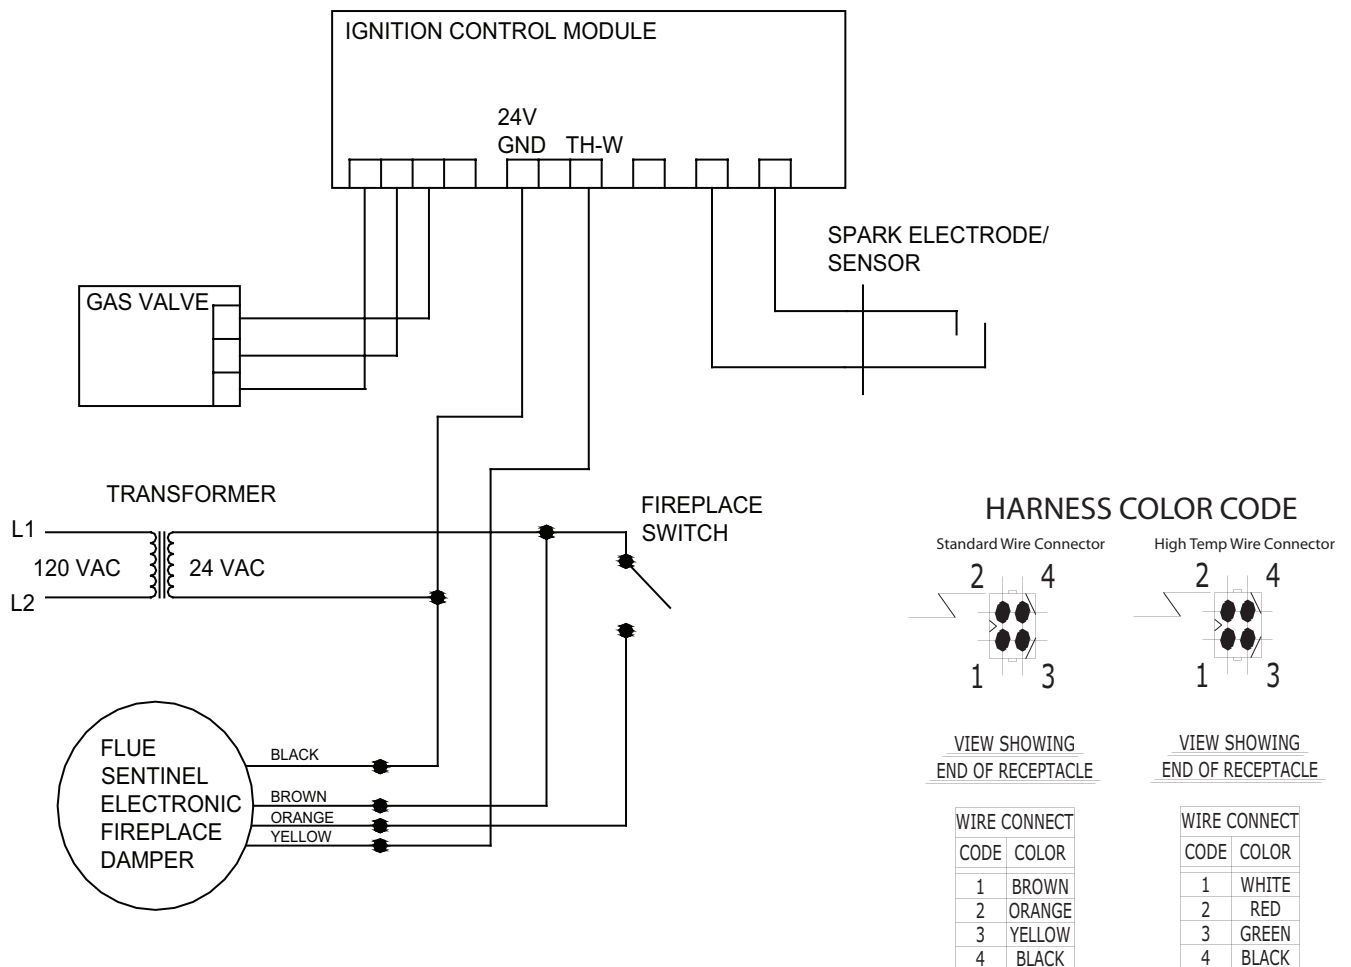 IGNITION CONTROL MODULE
24V
GND TH-W
SPARK ELECTRODE/
SENSOR
GAS VALVE
TRANSFORMER
L1
120 VAC
24 VAC
L2
FIREPLACE
SWITCH
FLUE
SENTINEL
ELECTRONIC
FIREPLACE
DAMPER
BLACK
BROWN
ORANGE
YELLOW
HARNESS COLOR CODE
Standard Wire Connector
2 4
1 3
VIEW SHOWING
END OF RECEPTACLE
WIRE CONNECT
CODE COLOR
1 BROWN
2 ORANGE
3 YELLOW
4 BLACK
High Temp Wire Connector
2 4
1 3
VIEW SHOWING
END OF RECEPTACLE
WIRE CONNECT
CODE COLOR
1 WHITE
2 RED
3 GREEN
4 BLACK